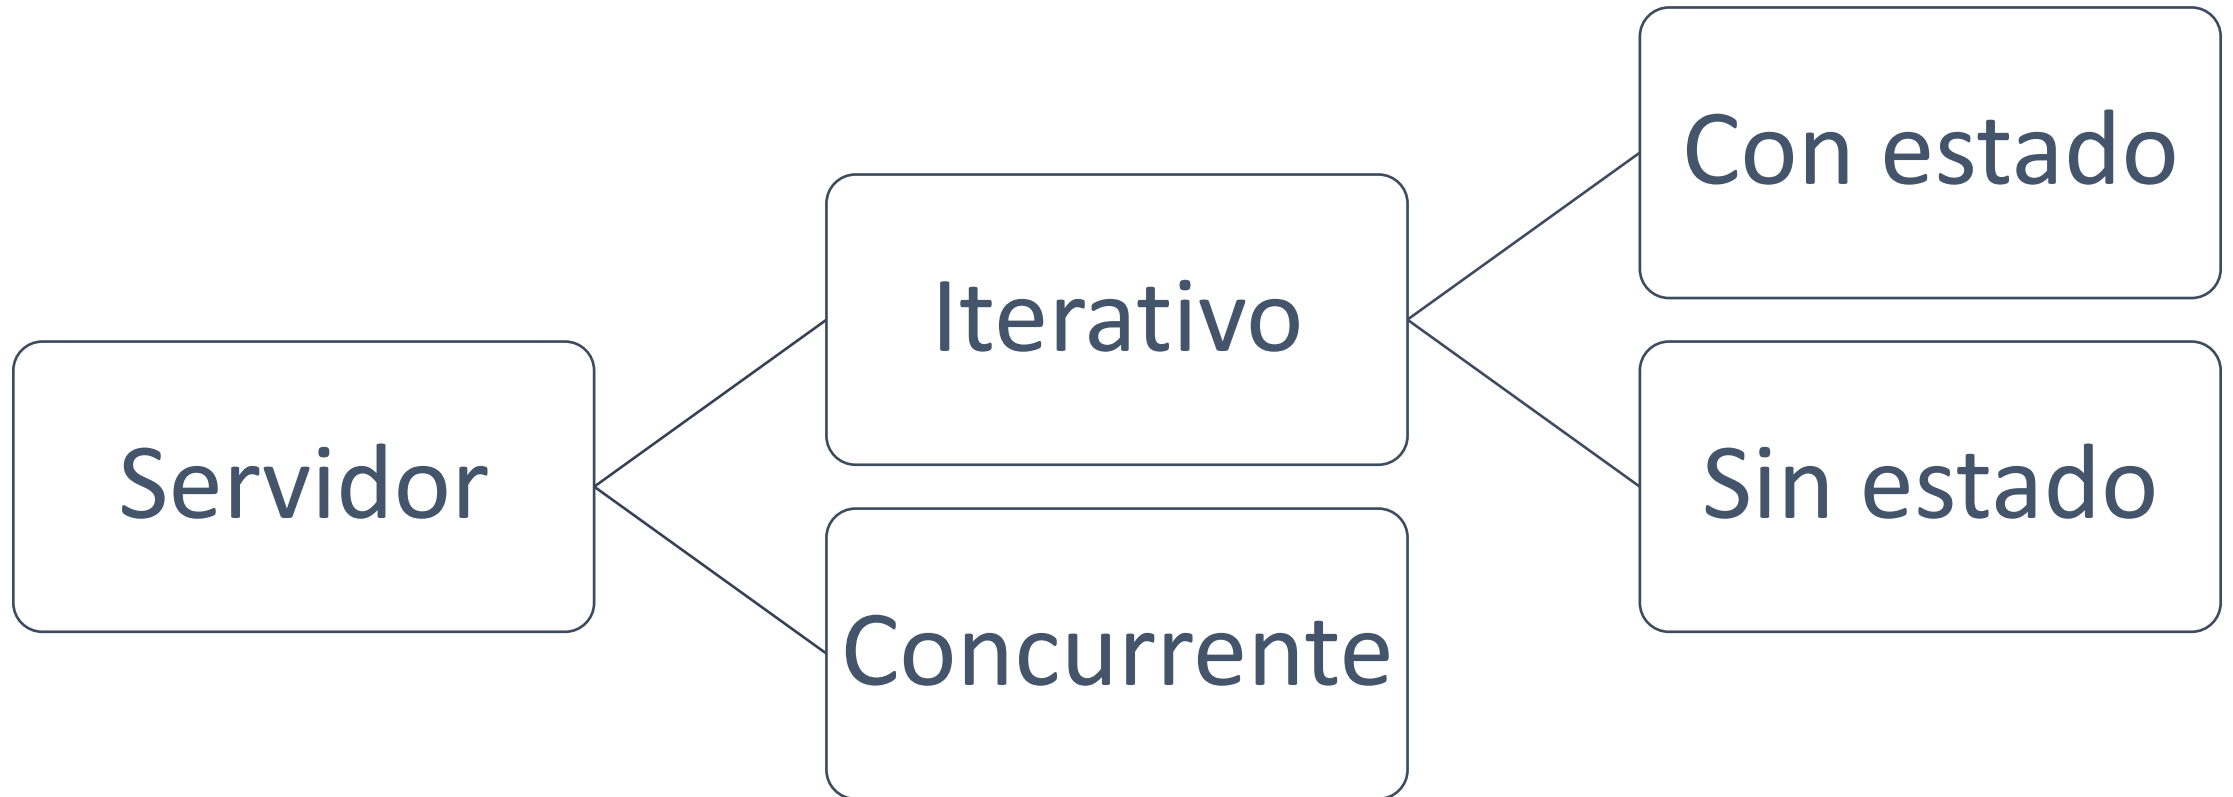 Servidor
Iterativo
Con estado
Sin estado
Concurrente